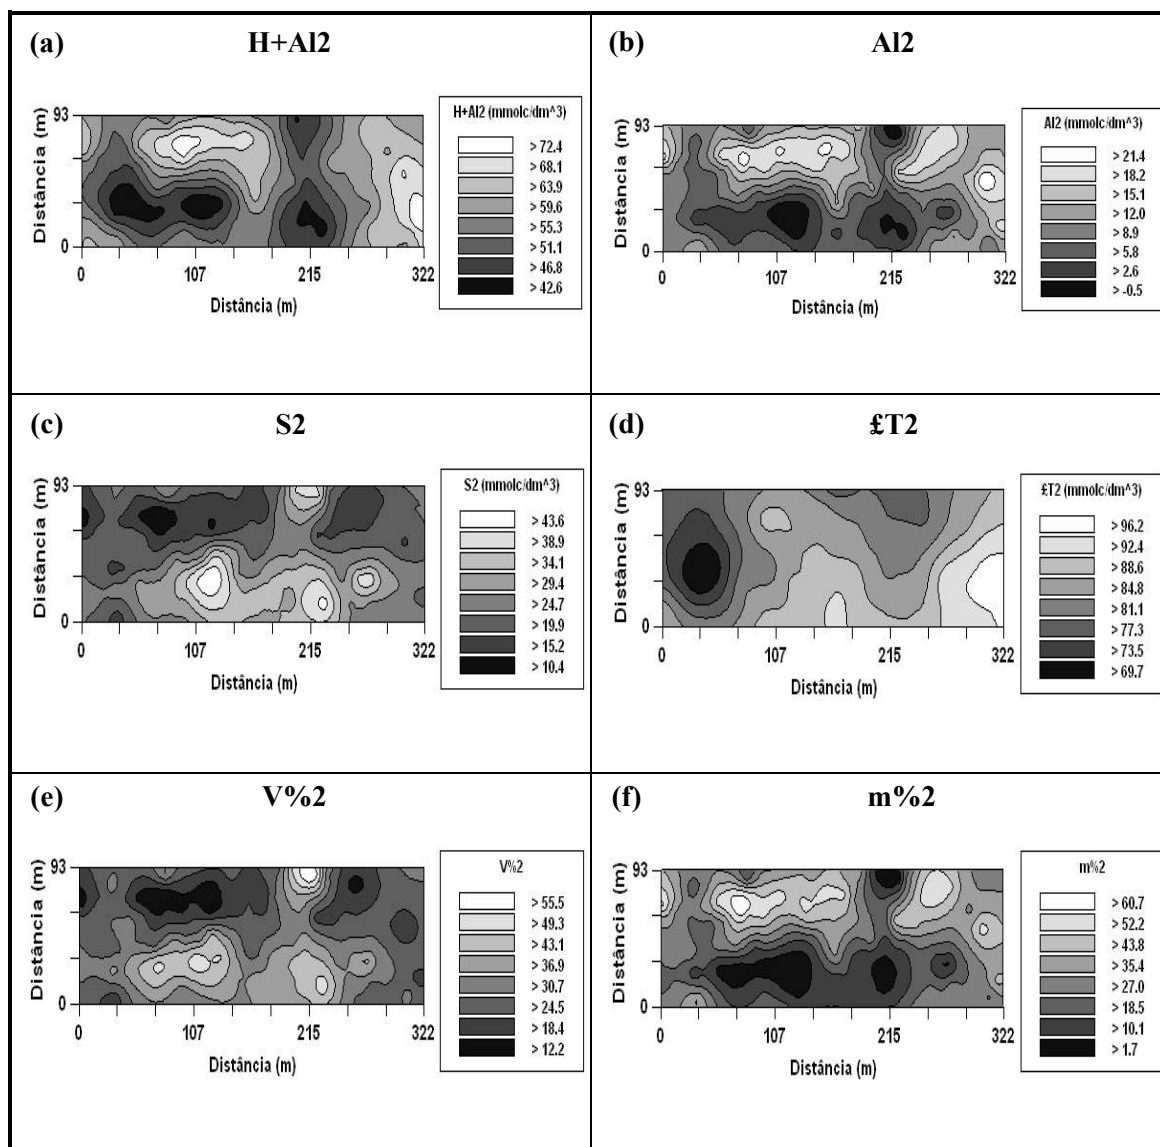 (a) H+Al2
H+Al2 (mmolc/dm^3)
> 72.4
> 68.1
> 63.9
> 59.6
> 55.3
> 51.1
> 46.8
> 42.6
93
0
Distância (m)
0 107 215 322
Distância (m)
(b) Al2
Al2 (mmolc/dm^3)
> 21.4
> 18.2
> 15.1
> 12.0
> 8.9
> 5.8
> 2.6
> -0.5
93
0
Distância (m)
0 107 215 322
Distância (m)
(c) S2
S2 (mmolc/dm^3)
> 43.6
> 38.9
> 34.1
> 29.4
> 24.7
> 19.9
> 15.2
> 10.4
93
0
Distância (m)
0 107 215 322
Distância (m)
(d) £T2
£T2 (mmolc/dm^3)
> 96.2
> 92.4
> 88.6
> 84.8
> 81.1
> 77.3
> 73.5
> 69.7
93
0
Distância (m)
0 107 215 322
Distância (m)
(e) V%2
V%2
> 55.5
> 49.3
> 43.1
> 36.9
> 30.7
> 24.5
> 18.4
> 12.2
93
0
Distância (m)
0 107 215 322
Distância (m)
(f) m%2
m%2
> 60.7
> 52.2
> 43.8
> 35.4
> 27.0
> 18.5
> 10.1
> 1.7
93
0
Distância (m)
0 107 215 322
Distância (m)